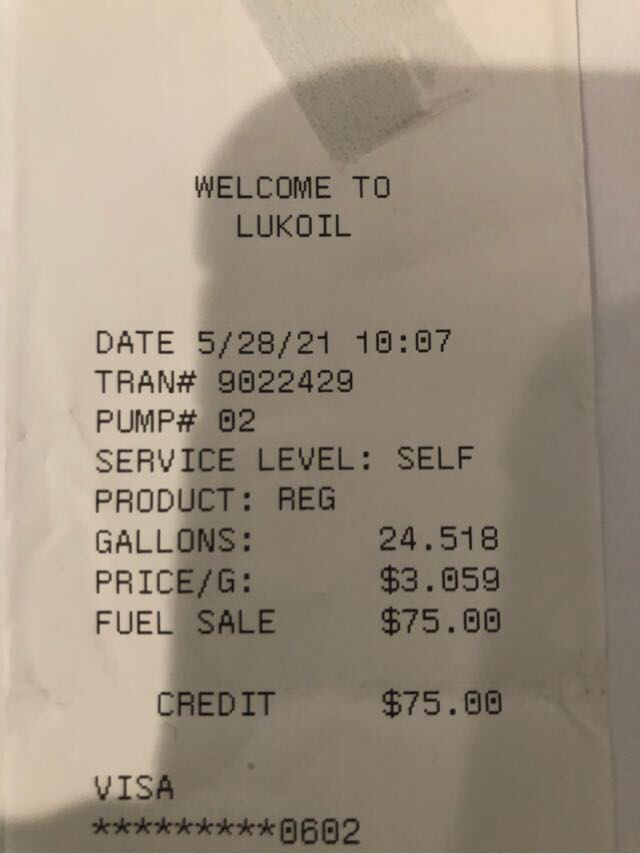 WELCOME TO
LUKOIL
DATE 5/28/21 10:07
TRAN# 9022429
PUMP# 02
SERVICE LEVEL: SELF
PRODUCT: REG
GALLONS: 24.518
PRICE/G: $3.059
FUEL SALE $75.00
CREDIT $75.00
VISA
*********0602